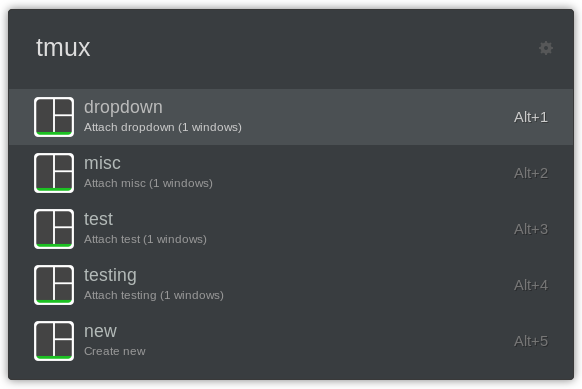 tmux
dropdown
Attach dropdown (1 windows)
Alt+1
misc
Attach misc (1 windows)
Alt+2
test
Attach test (1 windows)
Alt+3
testing
Attach testing (1 windows)
Alt+4
new
Create new
Alt+5